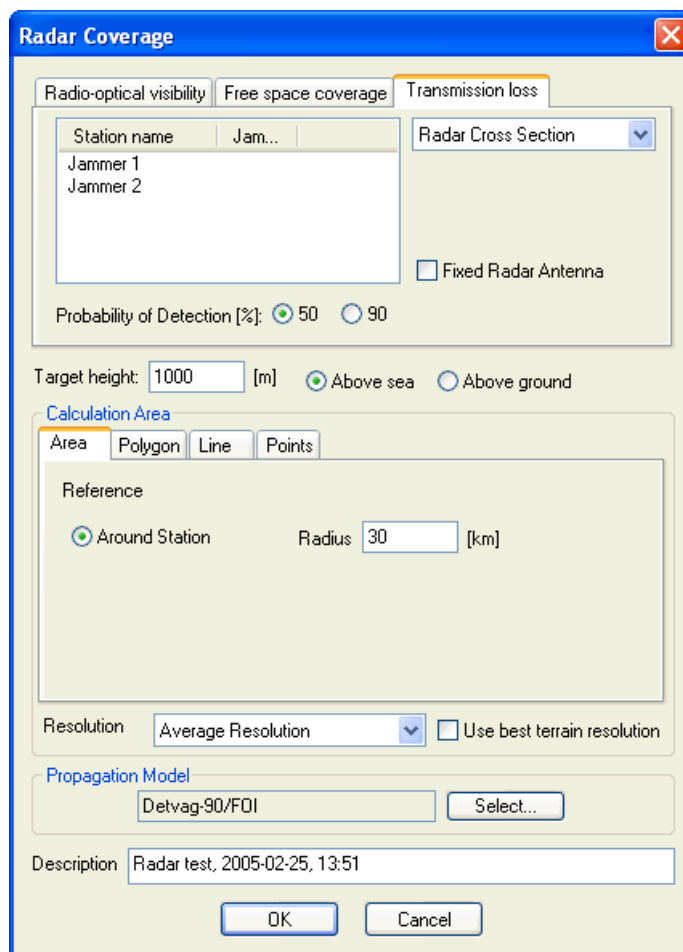 Radar Coverage
Radio-optical visibility Free space coverage Transmission loss
Station name Jam... Radar Cross Section
Jammer 1
Jammer 2
Fixed Radar Antenna
Probability of Detection [%]: 50 90
Target height: 1000 [m] Above sea Above ground
Calculation Area
Area Polygon Line Points
Reference
Around Station Radius 30 [km]
Resolution Average Resolution Use best terrain resolution
Propagation Model
Detvag-90/FOI Select...
Description Radar test, 2005-02-25, 13:51
OK Cancel